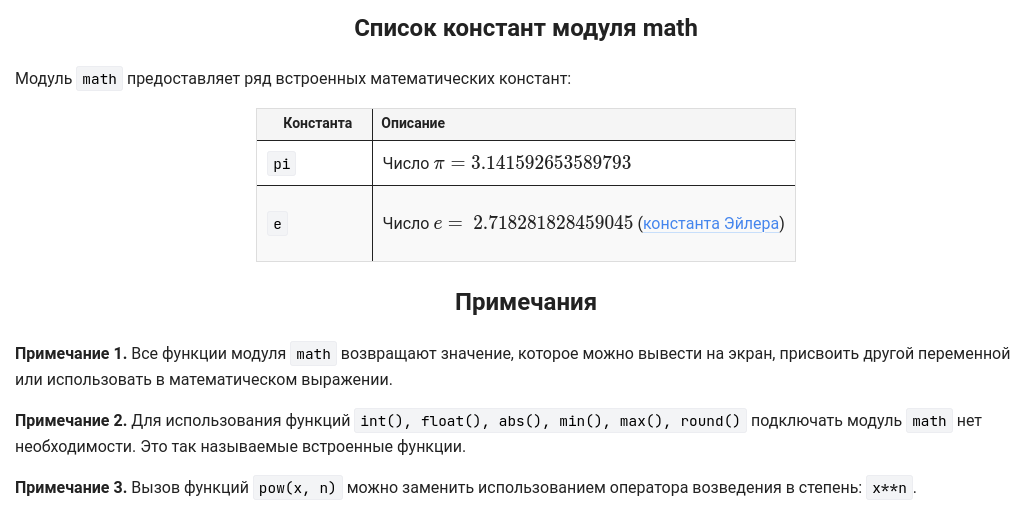 Список констант модуля math
Модуль math предоставляет ряд встроенных математических констант:
Константа Описание
pi Число π = 3.141592653589793
e Число e = 2.718281828459045 (константа Эйлера)
Примечания
Примечание 1. Все функции модуля math возвращают значение, которое можно вывести на экран, присвоить другой переменной
или использовать в математическом выражении.
Примечание 2. Для использования функций int(), float(), abs(), min(), max(), round() подключать модуль math нет
необходимости. Это так называемые встроенные функции.
Примечание 3. Вызов функций pow(x, n) можно заменить использованием оператора возведения в степень: x**n.